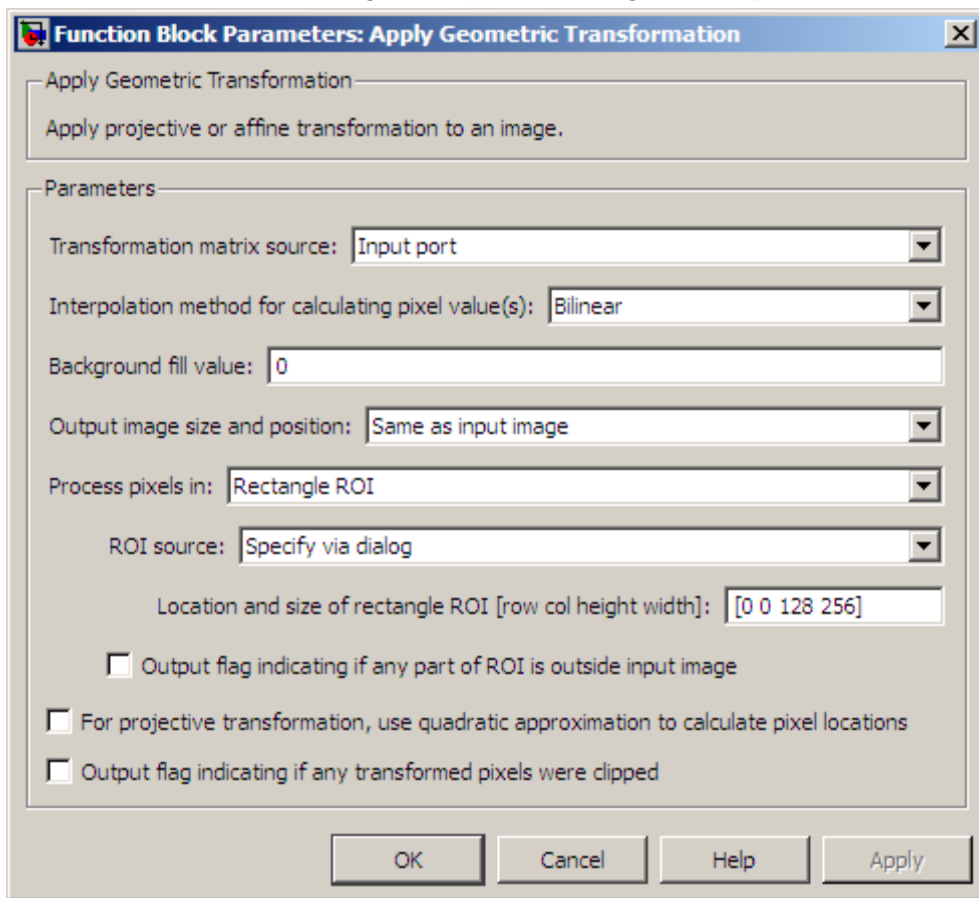 Function Block Parameters: Apply Geometric Transformation
Apply Geometric Transformation
Apply projective or affine transformation to an image.
Parameters
Transformation matrix source: Input port
Interpolation method for calculating pixel value(s): Bilinear
Background fill value: 0
Output image size and position: Same as input image
Process pixels in: Rectangle ROI
ROI source: Specify via dialog
Location and size of rectangle ROI [row col height width]: [0 0 128 256]
Output flag indicating if any part of ROI is outside input image
For projective transformation, use quadratic approximation to calculate pixel locations
Output flag indicating if any transformed pixels were clipped
OK Cancel Help Apply